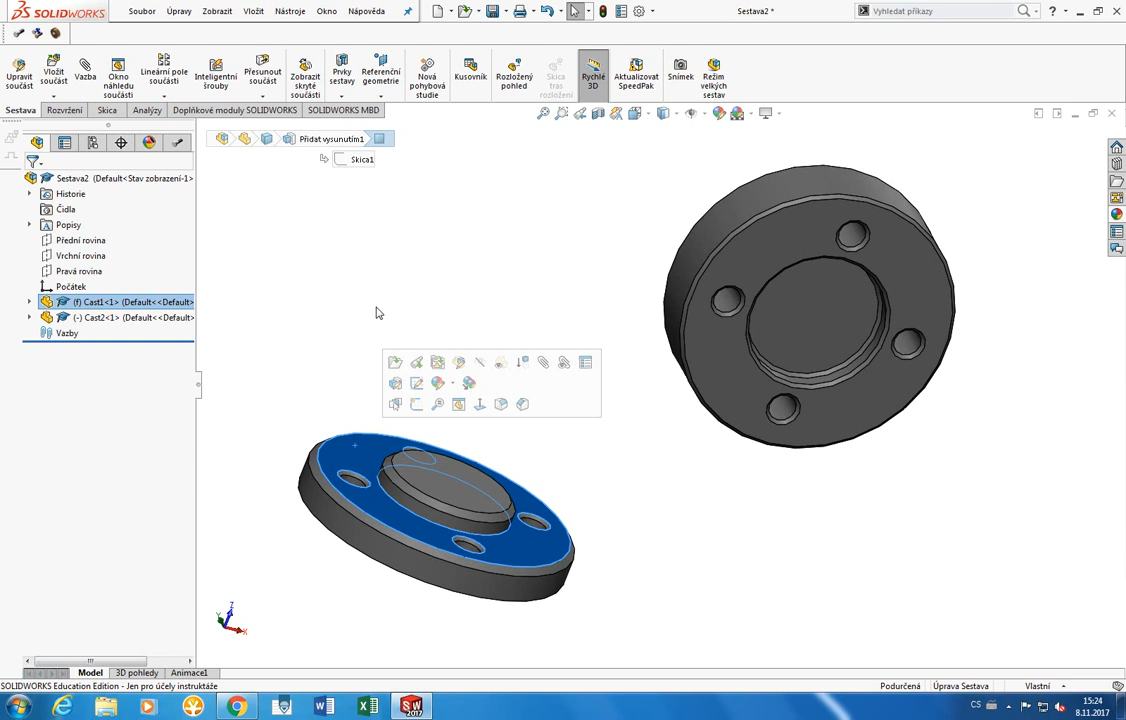 SOLIDWORKS
Soubor Úpravy Zobrazit Vložit Nástroje Okno Nápověda
Sestava2 *
Vyhledat příkazy
Upravit součást
Vložit součást
Vazba
Okno náhledu součásti
Lineární pole součástí
Inteligentní šrouby
Přesunout součást
Zobrazit skryté součásti
Prvky sestavy
Referenční geometrie
Nová pohybová studie
Kusovník
Rozložený pohled
Skica tras rozložení
Rychlé 3D
Aktualizovat SpeedPak
Snímek
Režim velkých sestav
Sestava Rozvržení Skica Analýzy Doplňkové moduly SOLIDWORKS SOLIDWORKS MBD
Přidat vysunutím1
Skica1
Sestava2 (Default<Stav zobrazení-1>
Historie
Čidla
Popisy
Přední rovina
Vrchní rovina
Pravá rovina
Počátek
(f) Cast1<1> (Default<<Default>
(-) Cast2<1> (Default<<Default>
Vazby
Z
Y
X
Model 3D pohledy Animace1
SOLIDWORKS Education Edition - Jen pro účely instruktáže
Podurčená Úprava Sestava Vlastní
CS
15:24
8.11.2017
SW
2017